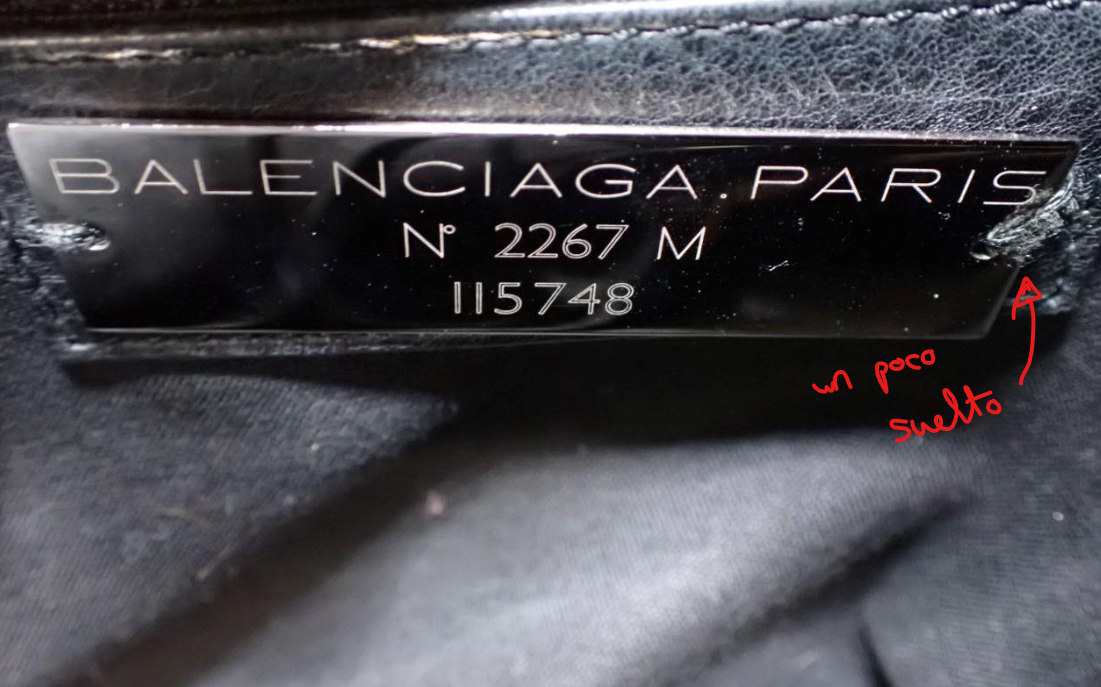 BALENCIAGA.PARIS
N° 2267 M
115748
un poco
suelto